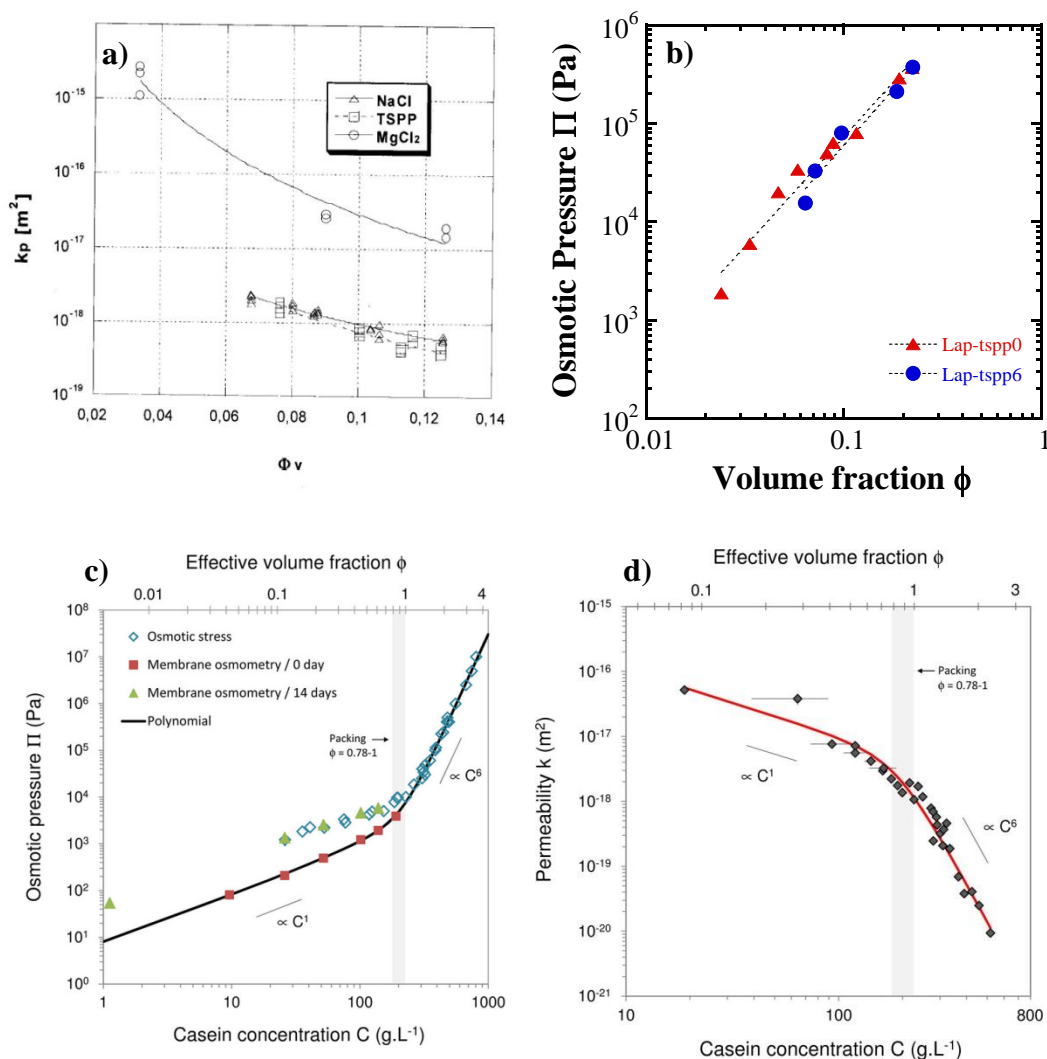 a)
kp [m²]
10⁻¹⁵
10⁻¹⁶
10⁻¹⁷
10⁻¹⁸
10⁻¹⁹
NaCl
TSPP
MgCl₂
0,02 0,04 0,06 0,08 0,1 0,12 0,14
Φ v
b)
Osmotic Pressure Π (Pa)
10⁶
10⁵
10⁴
10³
10²
Lap-tspp0
Lap-tspp6
0.01 0.1 1
Volume fraction ϕ
c)
Effective volume fraction ϕ
0.01 0.1 1 4
Osmotic pressure Π (Pa)
10⁸
10⁷
10⁶
10⁵
10⁴
10³
10²
10¹
10⁰
Osmotic stress
Membrane osmometry / 0 day
Membrane osmometry / 14 days
Polynomial
Packing
ϕ = 0.78-1
∝ C⁶
∝ C¹
1 10 100 1000
Casein concentration C (g.L⁻¹)
d)
Effective volume fraction ϕ
0.1 1 3
Permeability k (m²)
10⁻¹⁵
10⁻¹⁶
10⁻¹⁷
10⁻¹⁸
10⁻¹⁹
10⁻²⁰
10⁻²¹
Packing
ϕ = 0.78-1
∝ C¹
∝ C⁶
10 100 800
Casein concentration C (g.L⁻¹)